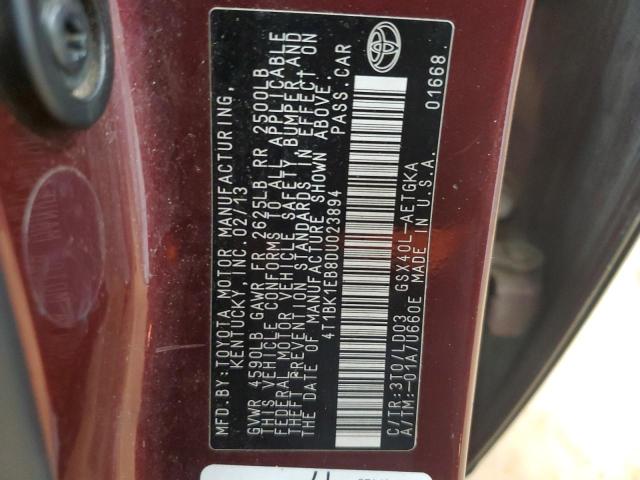 MFD. BY: TOYOTA MOTOR MANUFACTURING,
KENTUCKY, INC. 02/13
GVWR 4590LB GAWR FR 2625LB RR 2500LB
THIS VEHICLE CONFORMS TO ALL APPLICABLE
FEDERAL MOTOR VEHICLE SAFETY, BUMPER, AND
THEFT PREVENTION STANDARDS IN EFFECT ON
THE DATE OF MANUFACTURE SHOWN ABOVE.
4T1BK1EB8DU023894 PASS. CAR
C/TR: 3T0/LD03 GSX40L-AETGKA
A/TM: -01A/U660E MADE IN U.S.A. 01668